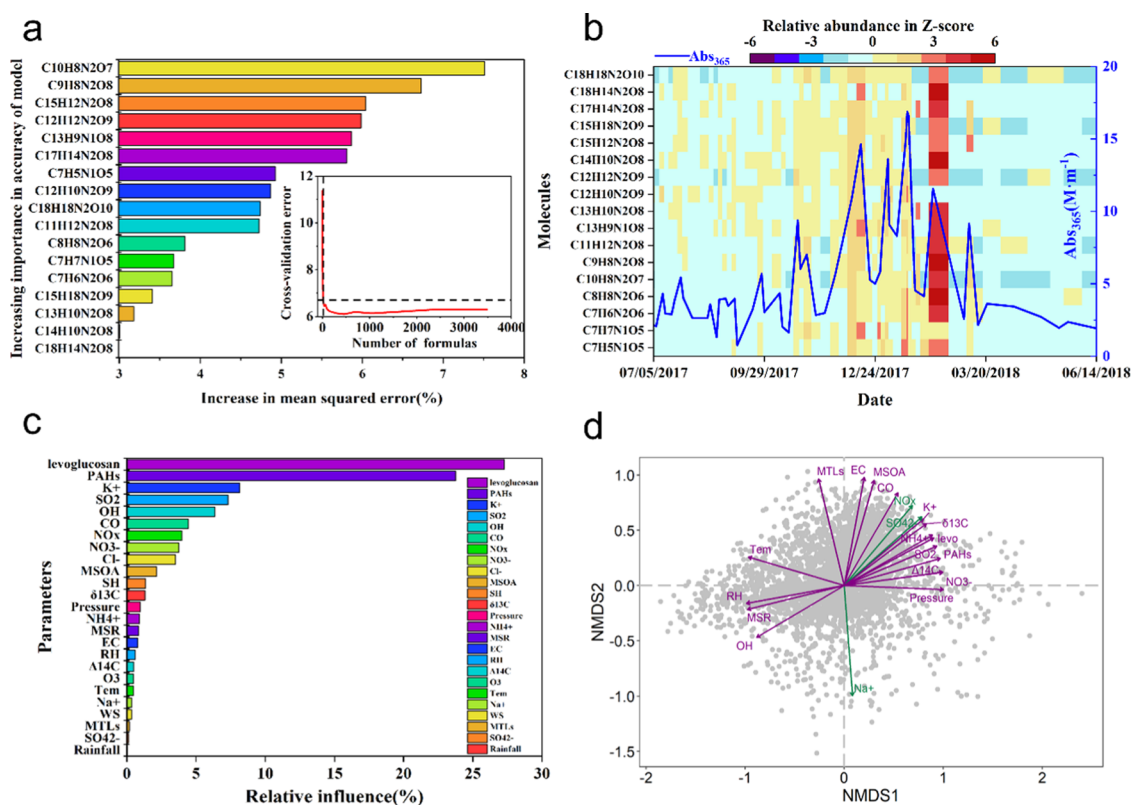 a
C10H8N2O7
C9H8N2O8
C15H12N2O8
C12H12N2O9
C13H9N1O8
C17H14N2O8
C7H5N1O5
C12H10N2O9
C18H18N2O10
C11H12N2O8
C8H8N2O6
C7H7N1O5
C7H6N2O6
C15H18N2O9
C13H10N2O8
C14H10N2O8
C18H14N2O8
Increasing importance in accuracy of model
3 4 5 6 7 8
Increase in mean squared error(%)
Cross-validation error
12
10
8
6
0 1000 2000 3000 4000
Number of formulas
b
Relative abundance in Z-score
-6 -3 0 3 6
Abs365
C18H18N2O10
C18H14N2O8
C17H14N2O8
C15H18N2O9
C15H12N2O8
C14H10N2O8
C12H12N2O9
C12H10N2O9
C13H10N2O8
C13H9N1O8
C11H12N2O8
C9H8N2O8
C10H8N2O7
C8H8N2O6
C7H6N2O6
C7H7N1O5
C7H5N1O5
Molecules
20
15
10
5
0
Abs365(M·m-1)
07/05/2017 09/29/2017 12/24/2017 03/20/2018 06/14/2018
Date
c
levoglucosan
PAHs
K+
SO2
OH
CO
NOx
NO3-
Cl-
MSOA
SH
δ13C
Pressure
NH4+
MSR
EC
RH
Δ14C
O3
Tem
Na+
WS
MTLs
SO42-
Rainfall
Parameters
0 5 10 15 20 25 30
Relative influence(%)
levoglucosan
PAHs
K+
SO2
OH
CO
NOx
NO3-
Cl-
MSOA
SH
δ13C
Pressure
NH4+
MSR
EC
RH
Δ14C
O3
Tem
Na+
WS
MTLs
SO42-
Rainfall
d
1.0
0.5
0.0
-0.5
-1.0
-1.5
NMDS2
MTLs
EC
MSOA
CO
NOx
K+
SO42-
δ13C
NH4+
levo
Tem
SO2
PAHs
Δ14C
NO3-
RH
Pressure
MSR
OH
Na+
-2 -1 0 1 2
NMDS1